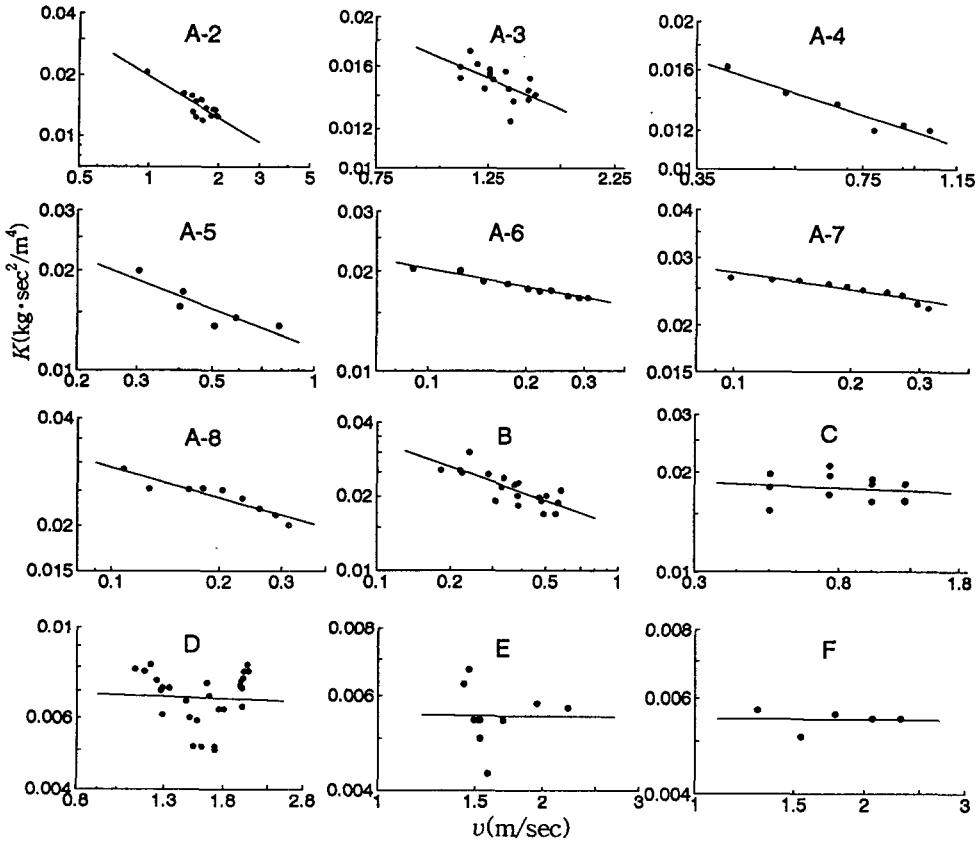 A-2
0.04
0.02
0.01
0.5 1 2 3 5
A-3
0.02
0.016
0.012
0.01
0.75 1.25 2.25
A-4
0.02
0.016
0.012
0.01
0.35 0.75 1.15
A-5
0.03
0.02
0.01
0.2 0.3 0.5 1
A-6
0.03
0.02
0.01
0.1 0.2 0.3
A-7
0.04
0.03
0.02
0.015
0.1 0.2 0.3
K(kg·sec²/m⁴)
A-8
0.04
0.02
0.015
0.1 0.2 0.3
B
0.04
0.02
0.01
0.1 0.2 0.5 1
C
0.03
0.02
0.01
0.3 0.8 1.8
D
0.01
0.006
0.004
0.8 1.3 1.8 2.8
E
0.008
0.006
0.004
1 1.5 2 3
F
0.008
0.006
0.004
1 1.5 2 3
υ(m/sec)